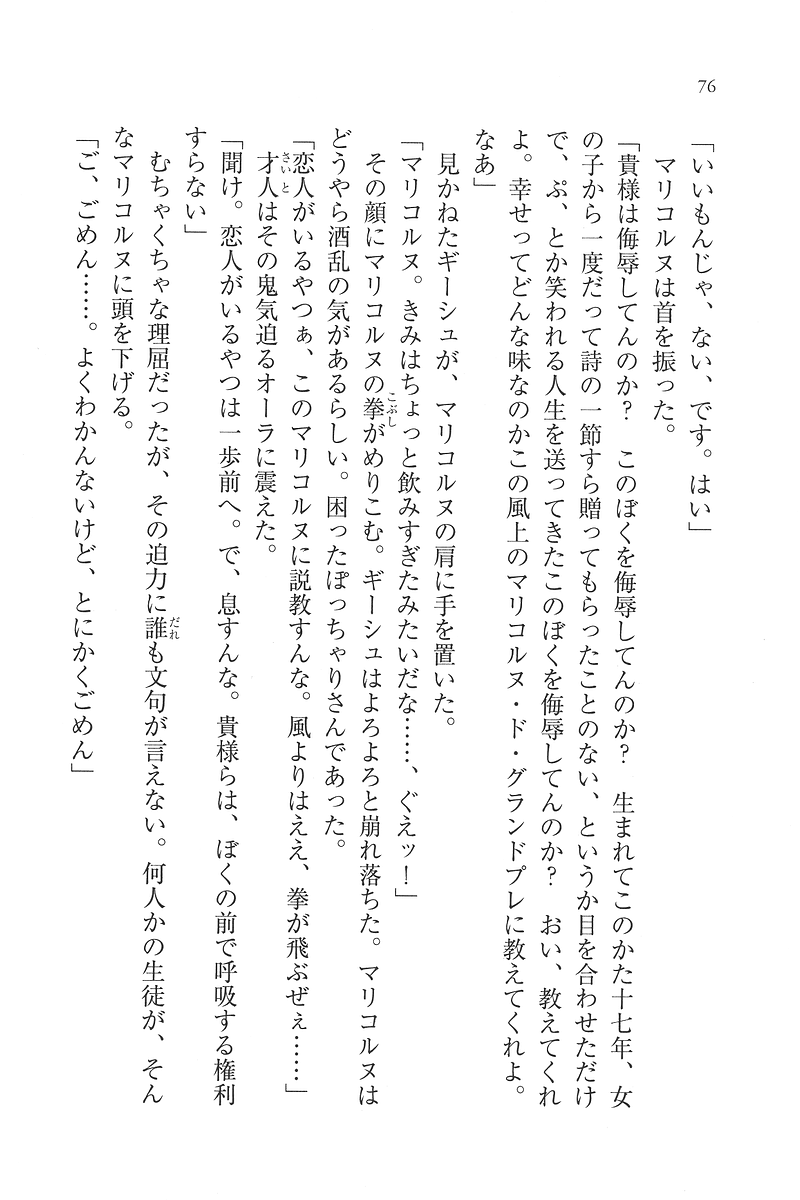 76
「いいもんじゃ、ない、です。はい」
マリコルヌは首を振った。
「貴様は侮辱してんのか？　このぼくを侮辱してんのか？　生まれてこのかた十七年、女
の子から一度だって詩の一節すら贈ってもらったことのない、というか目を合わせただけ
で、ぷ、とか笑われる人生を送ってきたこのぼくを侮辱してんのか？　おい、教えてくれ
よ。幸せってどんな味なのかこの風上のマリコルヌ・ド・グランドプレに教えてくれよ。
なあ」
見かねたギーシュが、マリコルヌの肩に手を置いた。
「マリコルヌ。きみはちょっと飲みすぎたみたいだな……、ぐえッ！」
その顔にマリコルヌの拳こぶしがめりこむ。ギーシュはよろよろと崩れ落ちた。マリコルヌは
どうやら酒乱の気があるらしい。困ったぽっちゃりさんであった。
「恋人がいるやつぁ、このマリコルヌに説教すんな。風よりはええ、拳が飛ぶぜぇ……」
才人さいとはその鬼気迫るオーラに震えた。
「聞け。恋人がいるやつは一歩前へ。で、息すんな。貴様らは、ぼくの前で呼吸する権利
すらない」
むちゃくちゃな理屈だったが、その迫力に誰だれも文句が言えない。何人かの生徒が、そん
なマリコルヌに頭を下げる。
「ご、ごめん……。よくわかんないけど、とにかくごめん」